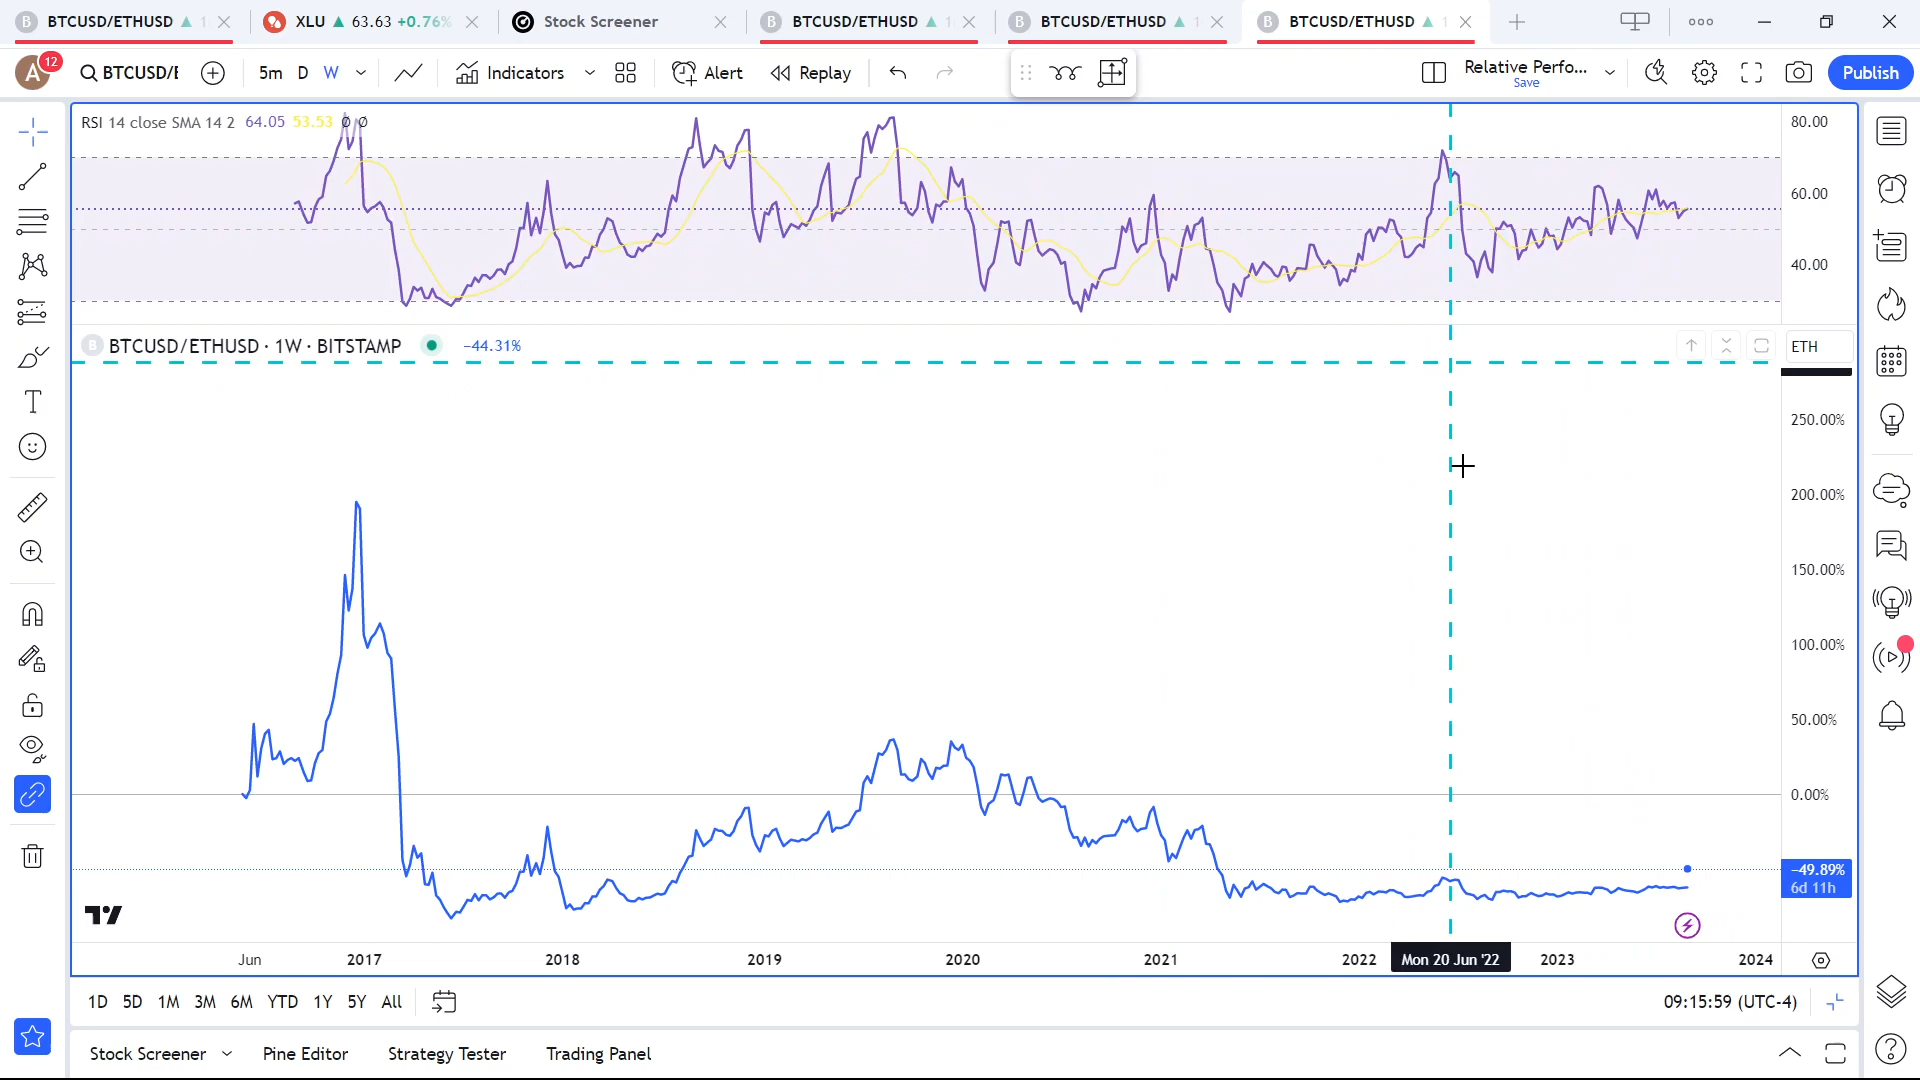 BTCUSD/ETHUSD ▲ 1
XLU ▲ 63.63 +0.76%
Stock Screener
BTCUSD/ETHUSD ▲ 1
BTCUSD/ETHUSD ▲ 1
BTCUSD/ETHUSD ▲ 1
A 12
BTCUSD/E
5m D W
Indicators
Alert
Replay
Relative Perfo...
Save
Publish
RSI 14 close SMA 14 2 64.05 53.53 ∅ ∅
80.00
60.00
40.00
B BTCUSD/ETHUSD · 1W · BITSTAMP −44.31%
ETH
250.00%
200.00%
150.00%
100.00%
50.00%
0.00%
−49.89%
6d 11h
Jun 2017 2018 2019 2020 2021 2022 Mon 20 Jun '22 2023 2024
1D 5D 1M 3M 6M YTD 1Y 5Y All
09:15:59 (UTC-4)
Stock Screener Pine Editor Strategy Tester Trading Panel